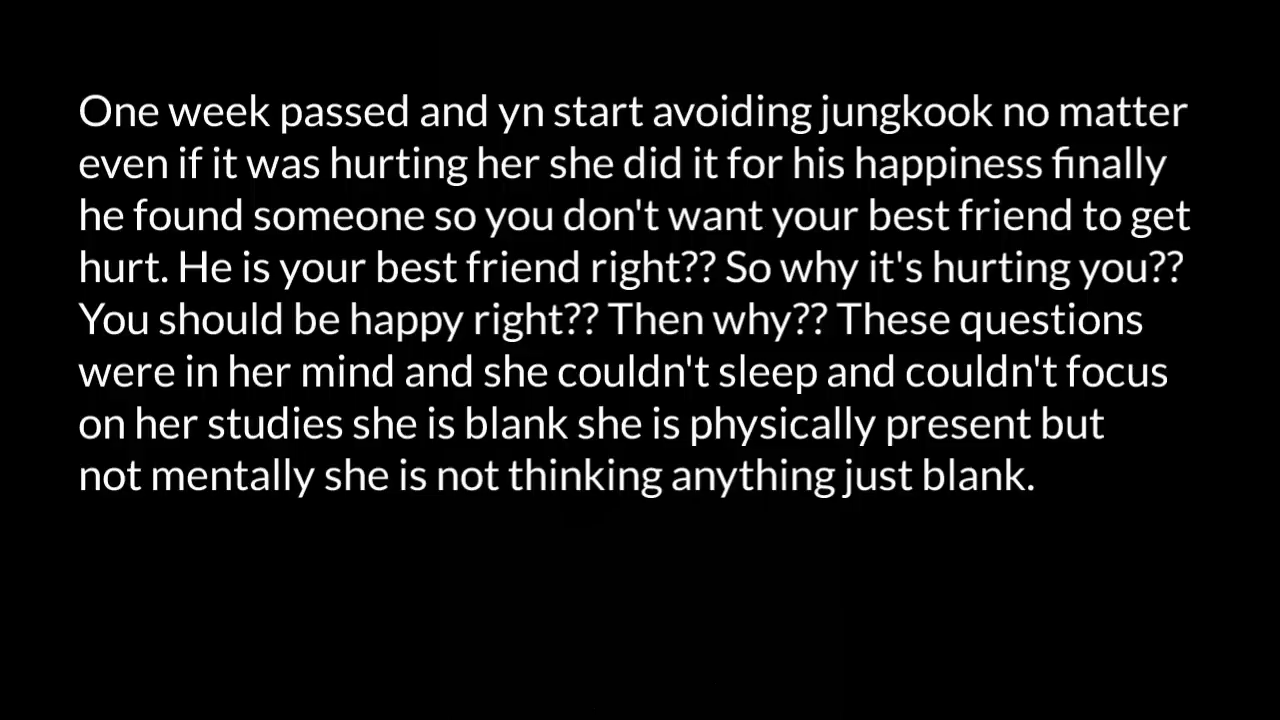 One week passed and yn start avoiding jungkook no matter
even if it was hurting her she did it for his happiness finally
he found someone so you don't want your best friend to get
hurt. He is your best friend right?? So why it's hurting you??
You should be happy right?? Then why?? These questions
were in her mind and she couldn't sleep and couldn't focus
on her studies she is blank she is physically present but
not mentally she is not thinking anything just blank.